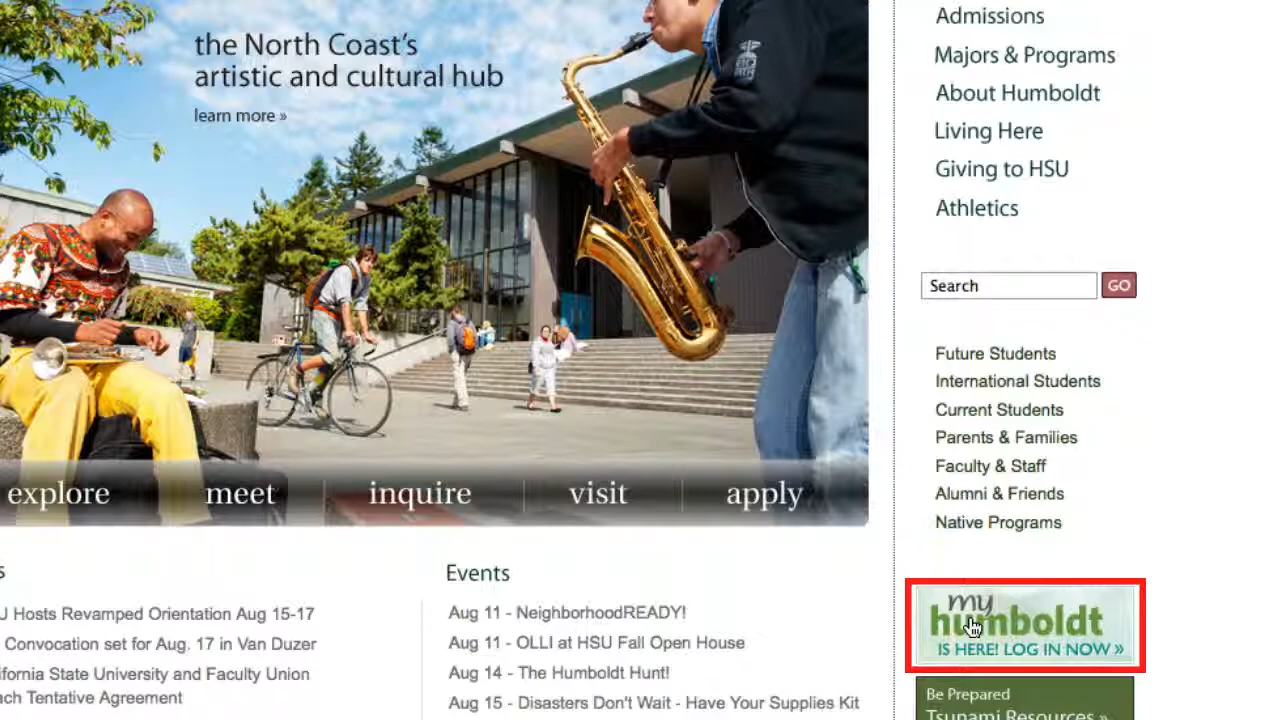 the North Coast's
artistic and cultural hub
learn more »
explore
meet
inquire
visit
apply
Admissions
Majors & Programs
About Humboldt
Living Here
Giving to HSU
Athletics
Search
GO
Future Students
International Students
Current Students
Parents & Families
Faculty & Staff
Alumni & Friends
Native Programs
my
humboldt
IS HERE! LOG IN NOW »
Be Prepared
Tsunami Resources »
Hosts Revamped Orientation Aug 15-17
Convocation set for Aug. 17 in Van Duzer
State University and Faculty Union
Tentative Agreement
Events
Aug 11 - NeighborhoodREADY!
Aug 11 - OLLI at HSU Fall Open House
Aug 14 - The Humboldt Hunt!
Aug 15 - Disasters Don't Wait - Have Your Supplies Kit